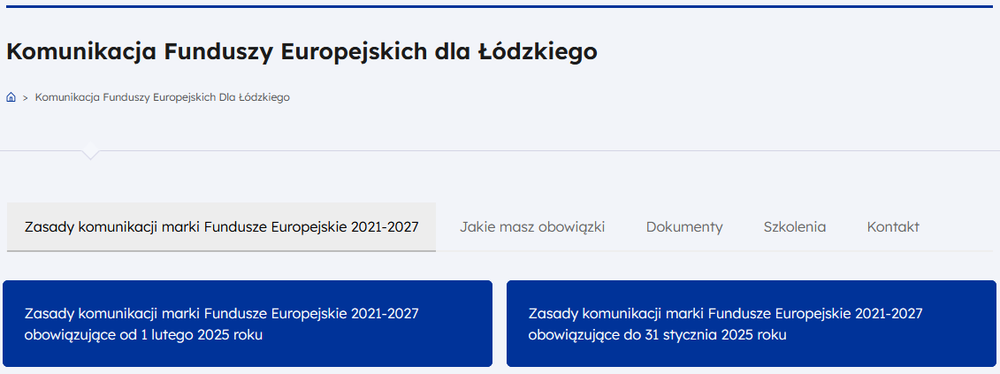 Komunikacja Funduszy Europejskich dla Łódzkiego
> Komunikacja Funduszy Europejskich Dla Łódzkiego
Zasady komunikacji marki Fundusze Europejskie 2021-2027
Jakie masz obowiązki
Dokumenty
Szkolenia
Kontakt
Zasady komunikacji marki Fundusze Europejskie 2021-2027
obowiązujące od 1 lutego 2025 roku
Zasady komunikacji marki Fundusze Europejskie 2021-2027
obowiązujące do 31 stycznia 2025 roku